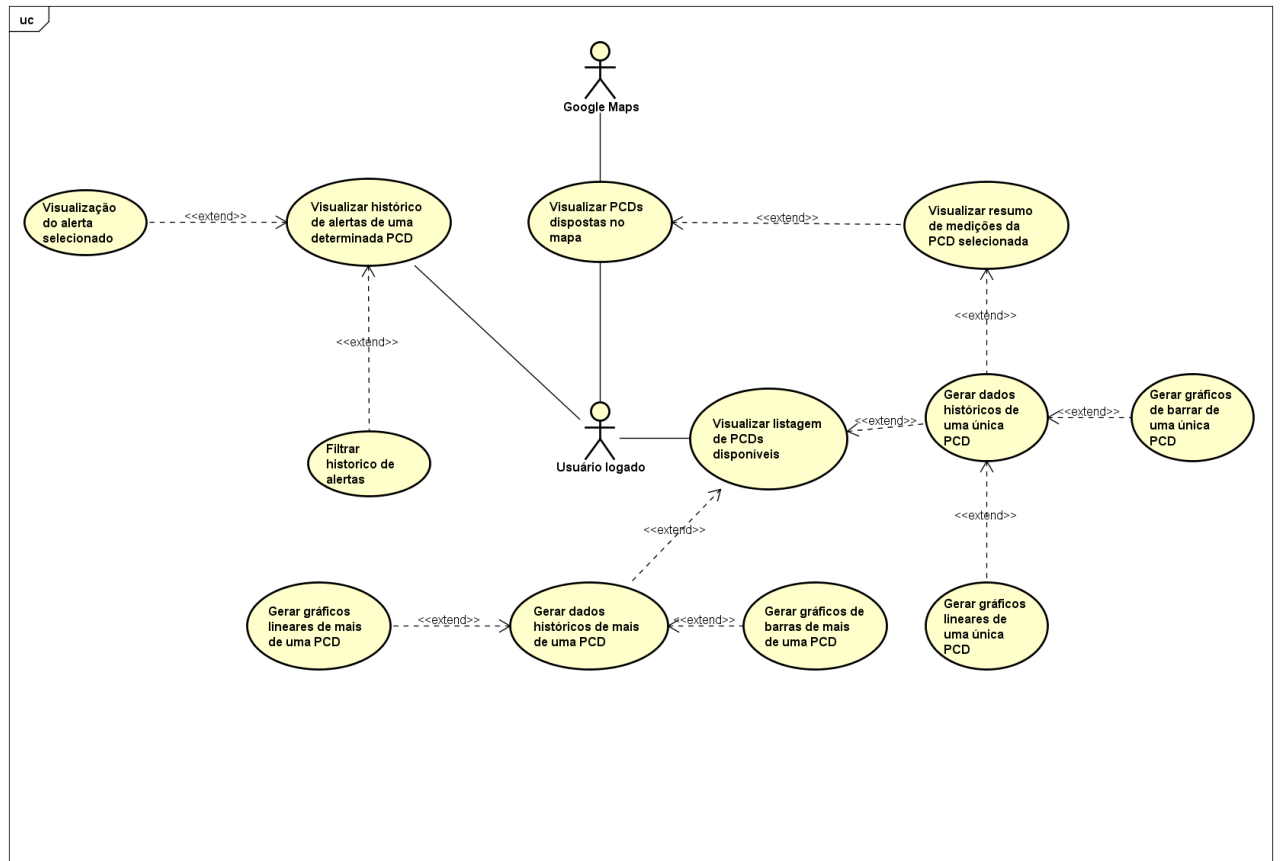 uc
Google Maps
Visualização
do alerta
selecionado
<<extend>>
Visualizar histórico
de alertas de uma
determinada PCD
Visualizar PCDs
dispostas no
mapa
<<extend>>
Visualizar resumo
de medições da
PCD selecionada
<<extend>>
<<extend>>
Filtrar
historico de
alertas
Usuário logado
Visualizar listagem
de PCDs
disponíveis
<<extend>>
Gerar dados
históricos de
uma única
PCD
<<extend>>
Gerar gráficos
de barrar de
uma única
PCD
<<extend>>
<<extend>>
Gerar gráficos
lineares de mais
de uma PCD
<<extend>>
Gerar dados
históricos de mais
de uma PCD
<<extend>>
Gerar gráficos de
barras de mais
de uma PCD
Gerar gráficos
lineares de
uma única
PCD